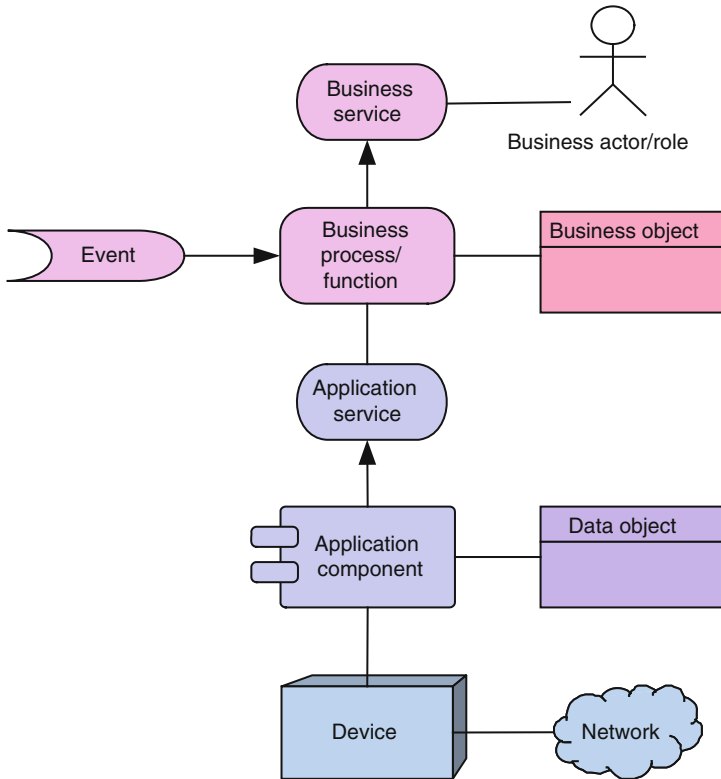 Business
service
Business actor/role
Event
Business
process/
function
Business object
Application
service
Application
component
Data object
Device
Network